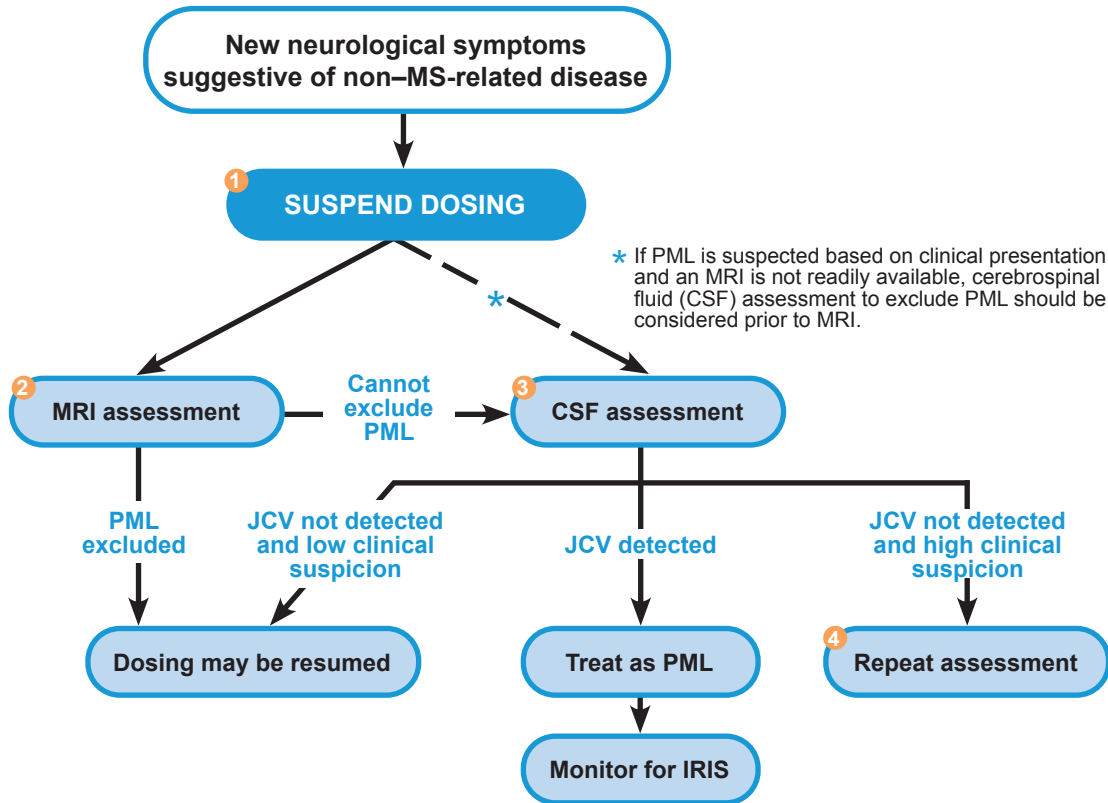 New neurological symptoms
suggestive of non–MS-related disease
1
SUSPEND DOSING
* If PML is suspected based on clinical presentation
and an MRI is not readily available, cerebrospinal
fluid (CSF) assessment to exclude PML should be
considered prior to MRI.
*
2
MRI assessment
Cannot
exclude
PML
3
CSF assessment
PML
excluded
JCV not detected
and low clinical
suspicion
JCV detected
JCV not detected
and high clinical
suspicion
Dosing may be resumed
Treat as PML
4
Repeat assessment
Monitor for IRIS